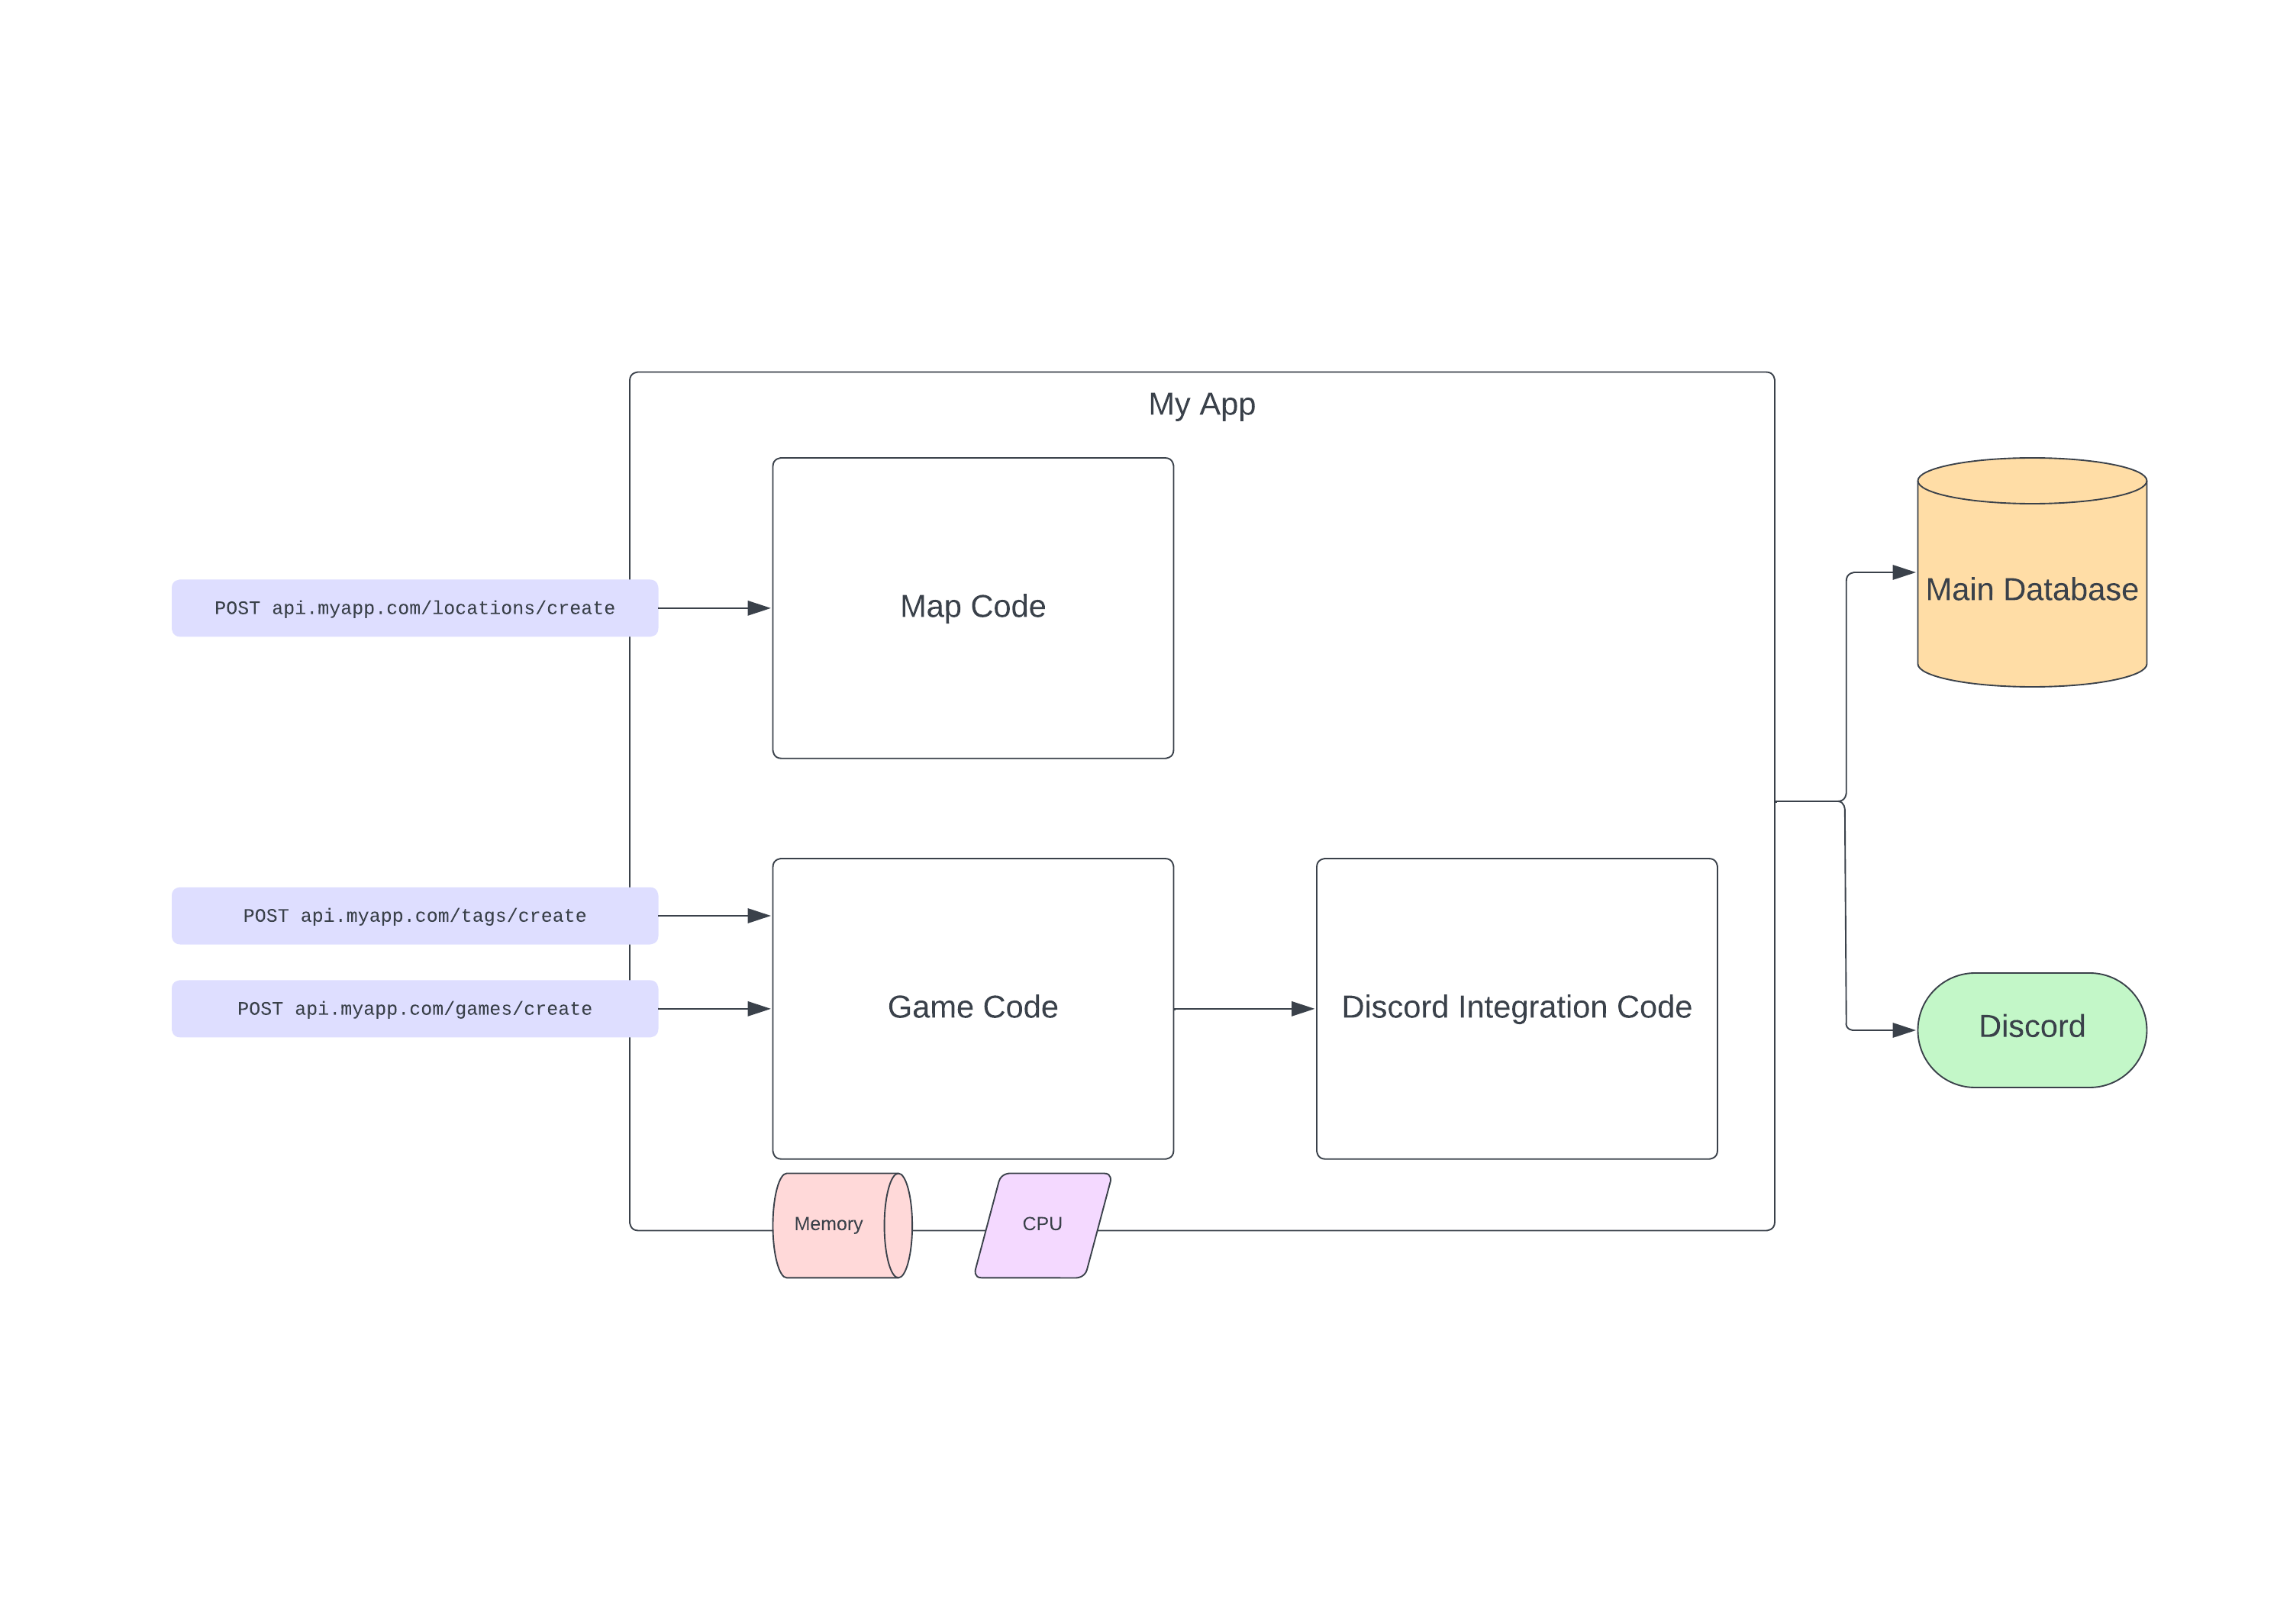 My App
POST api.myapp.com/locations/create
Map Code
Main Database
POST api.myapp.com/tags/create
POST api.myapp.com/games/create
Game Code
Discord Integration Code
Discord
Memory
CPU